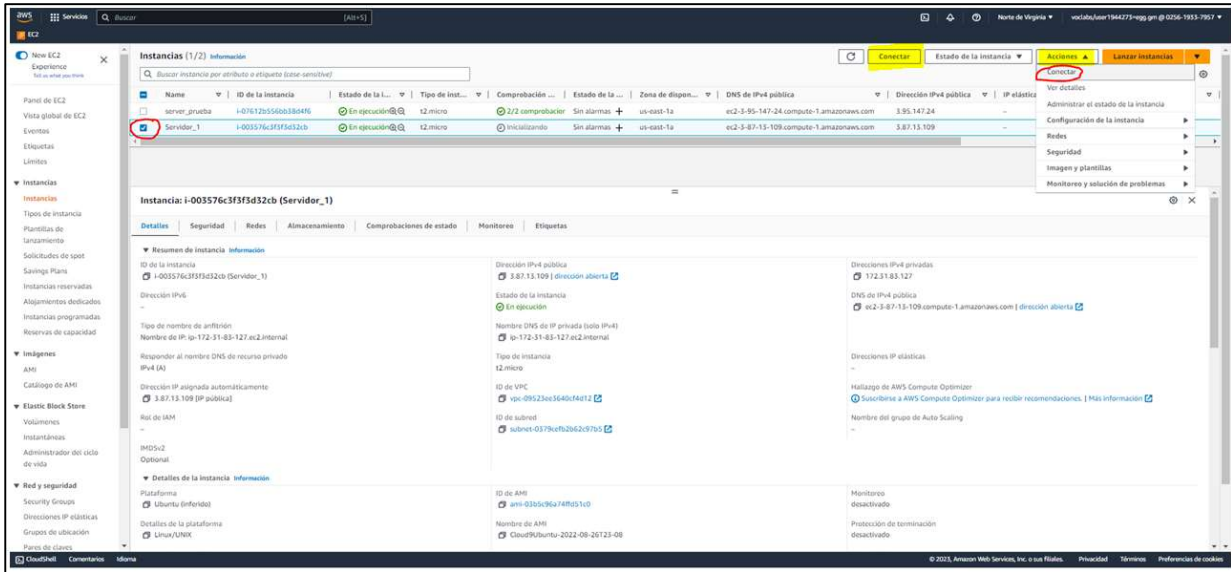 aws Servicios Buscar [Alt+S] Norte de Virginia ▼ voclabs/user1944273=egg.gm @ 0256-1933-7957 ▼
EC2
New EC2
Experience
Tell us what you think
Instancias (1/2) Información
Conectar
Estado de la instancia ▼
Acciones ▲
Lanzar instancias ▼
Buscar instancia por atributo o etiqueta (case-sensitive)
Conectar
Ver detalles
Administrar el estado de la instancia
Configuración de la instancia
Redes
Seguridad
Imagen y plantillas
Monitoreo y solución de problemas
Name | ID de la instancia | Estado de la i... | Tipo de inst... | Comprobación ... | Estado de la ... | Zona de dispon... | DNS de IPv4 pública | Dirección IPv4 pública | IP elástica
server_prueba i-07612b556bb38d4f6 En ejecución t2.micro 2/2 comprobacior Sin alarmas + us-east-1a ec2-3-95-147-24.compute-1.amazonaws.com 3.95.147.24 –
Servidor_1 i-003576c3f3f3d32cb En ejecución t2.micro Inicializando Sin alarmas + us-east-1a ec2-3-87-13-109.compute-1.amazonaws.com 3.87.13.109 –
Panel de EC2
Vista global de EC2
Eventos
Etiquetas
Límites
▼ Instancias
Instancias
Tipos de instancia
Plantillas de
lanzamiento
Solicitudes de spot
Savings Plans
Instancias reservadas
Alojamientos dedicados
Instancias programadas
Reservas de capacidad
▼ Imágenes
AMI
Catálogo de AMI
▼ Elastic Block Store
Volúmenes
Instantáneas
Administrador del ciclo
de vida
▼ Red y seguridad
Security Groups
Direcciones IP elásticas
Grupos de ubicación
Pares de claves
Instancia: i-003576c3f3f3d32cb (Servidor_1)
Detalles | Seguridad | Redes | Almacenamiento | Comprobaciones de estado | Monitoreo | Etiquetas
▼ Resumen de instancia Información
ID de la instancia
i-003576c3f3f3d32cb (Servidor_1)
Dirección IPv4 pública
3.87.13.109 | dirección abierta
Direcciones IPv4 privadas
172.31.83.127
Dirección IPv6
–
Estado de la instancia
En ejecución
DNS de IPv4 pública
ec2-3-87-13-109.compute-1.amazonaws.com | dirección abierta
Tipo de nombre de anfitrión
Nombre de IP: ip-172-31-83-127.ec2.internal
Nombre DNS de IP privada (solo IPv4)
ip-172-31-83-127.ec2.internal
Responder al nombre DNS de recurso privado
IPv4 (A)
Tipo de instancia
t2.micro
Direcciones IP elásticas
–
Dirección IP asignada automáticamente
3.87.13.109 [IP pública]
ID de VPC
vpc-09523ee3640cf4d12
Hallazgo de AWS Compute Optimizer
Suscribirse a AWS Compute Optimizer para recibir recomendaciones. | Más información
Rol de IAM
–
ID de subred
subnet-0379cefb2b62c97b5
Nombre del grupo de Auto Scaling
–
IMDSv2
Optional
▼ Detalles de la instancia Información
Plataforma
Ubuntu (inferido)
ID de AMI
ami-03b5c96a74ffd51c0
Monitoreo
desactivado
Detalles de la plataforma
Linux/UNIX
Nombre de AMI
Cloud9Ubuntu-2022-08-26T23-08
Protección de terminación
desactivado
CloudShell Comentarios Idioma © 2023, Amazon Web Services, Inc. o sus filiales. Privacidad Términos Preferencias de cookies